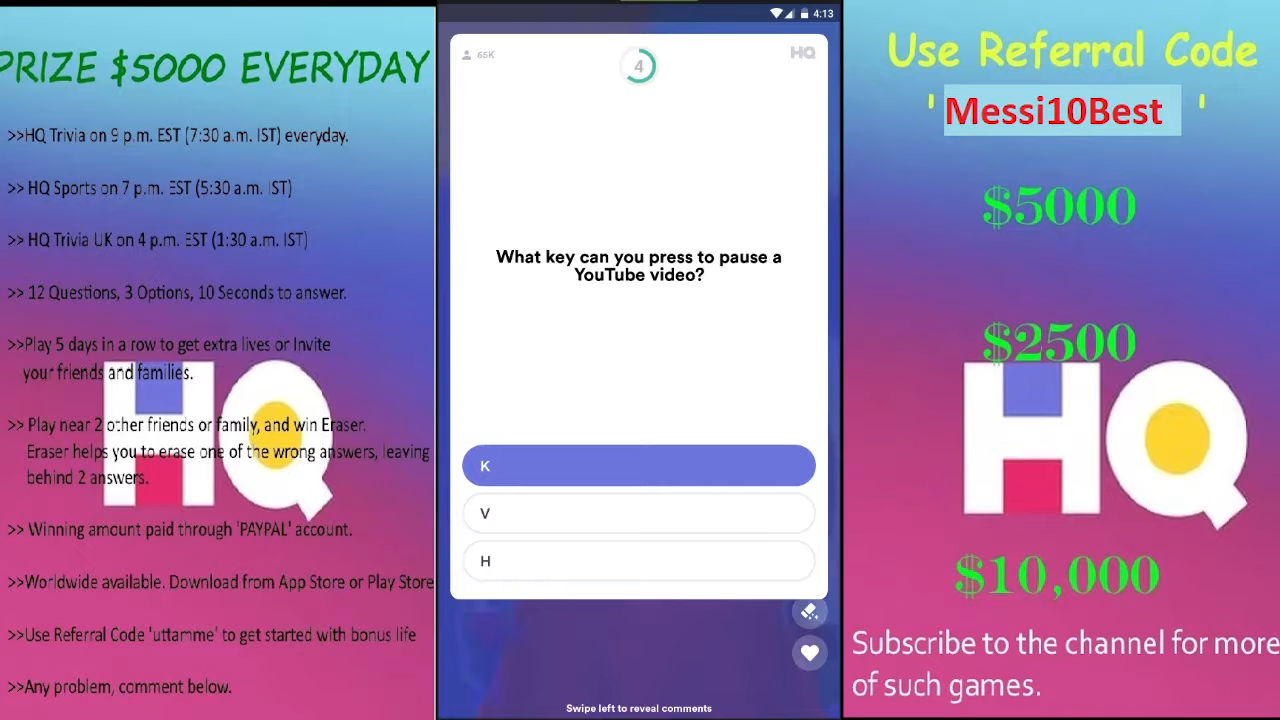 PRIZE $5000 EVERYDAY
>>HQ Trivia on 9 p.m. EST (7:30 a.m. IST) everyday.
>> HQ Sports on 7 p.m. EST (5:30 a.m. IST)
>> HQ Trivia UK on 4 p.m. EST (1:30 a.m. IST)
>> 12 Questions, 3 Options, 10 Seconds to answer.
>>Play 5 days in a row to get extra lives or Invite
your friends and families.
>> Play near 2 other friends or family, and win Eraser.
Eraser helps you to erase one of the wrong answers, leaving
behind 2 answers.
>> Winning amount paid through 'PAYPAL' account.
>>Worldwide available. Download from App Store or Play Store
>>Use Referral Code 'uttamme' to get started with bonus life
>>Any problem, comment below.
HQ
4:13
65K
4
HQ
What key can you press to pause a
YouTube video?
K
V
H
Swipe left to reveal comments
Use Referral Code
' Messi10Best '
$5000
$2500
HQ
$10,000
Subscribe to the channel for more
of such games.